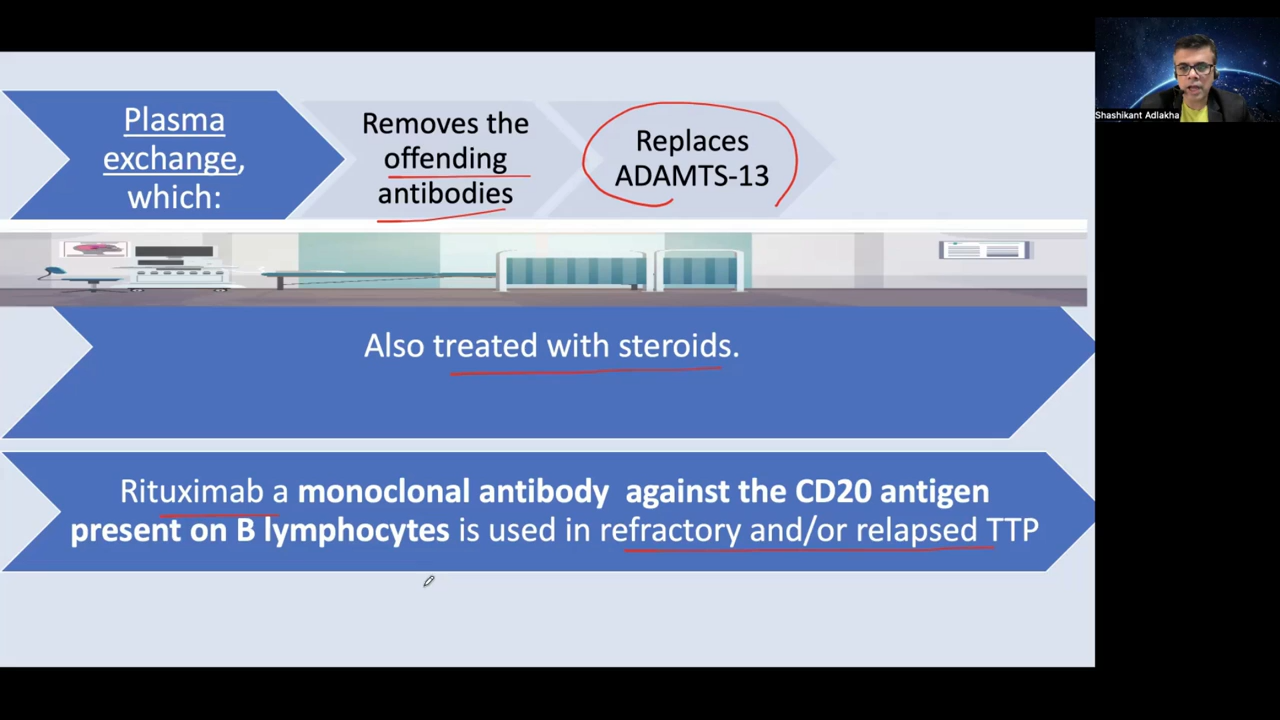 Plasma
exchange,
which:
Removes the
offending
antibodies
Replaces
ADAMTS-13
Shashikant Adlakha
Also treated with steroids.
Rituximab a monoclonal antibody against the CD20 antigen
present on B lymphocytes is used in refractory and/or relapsed TTP